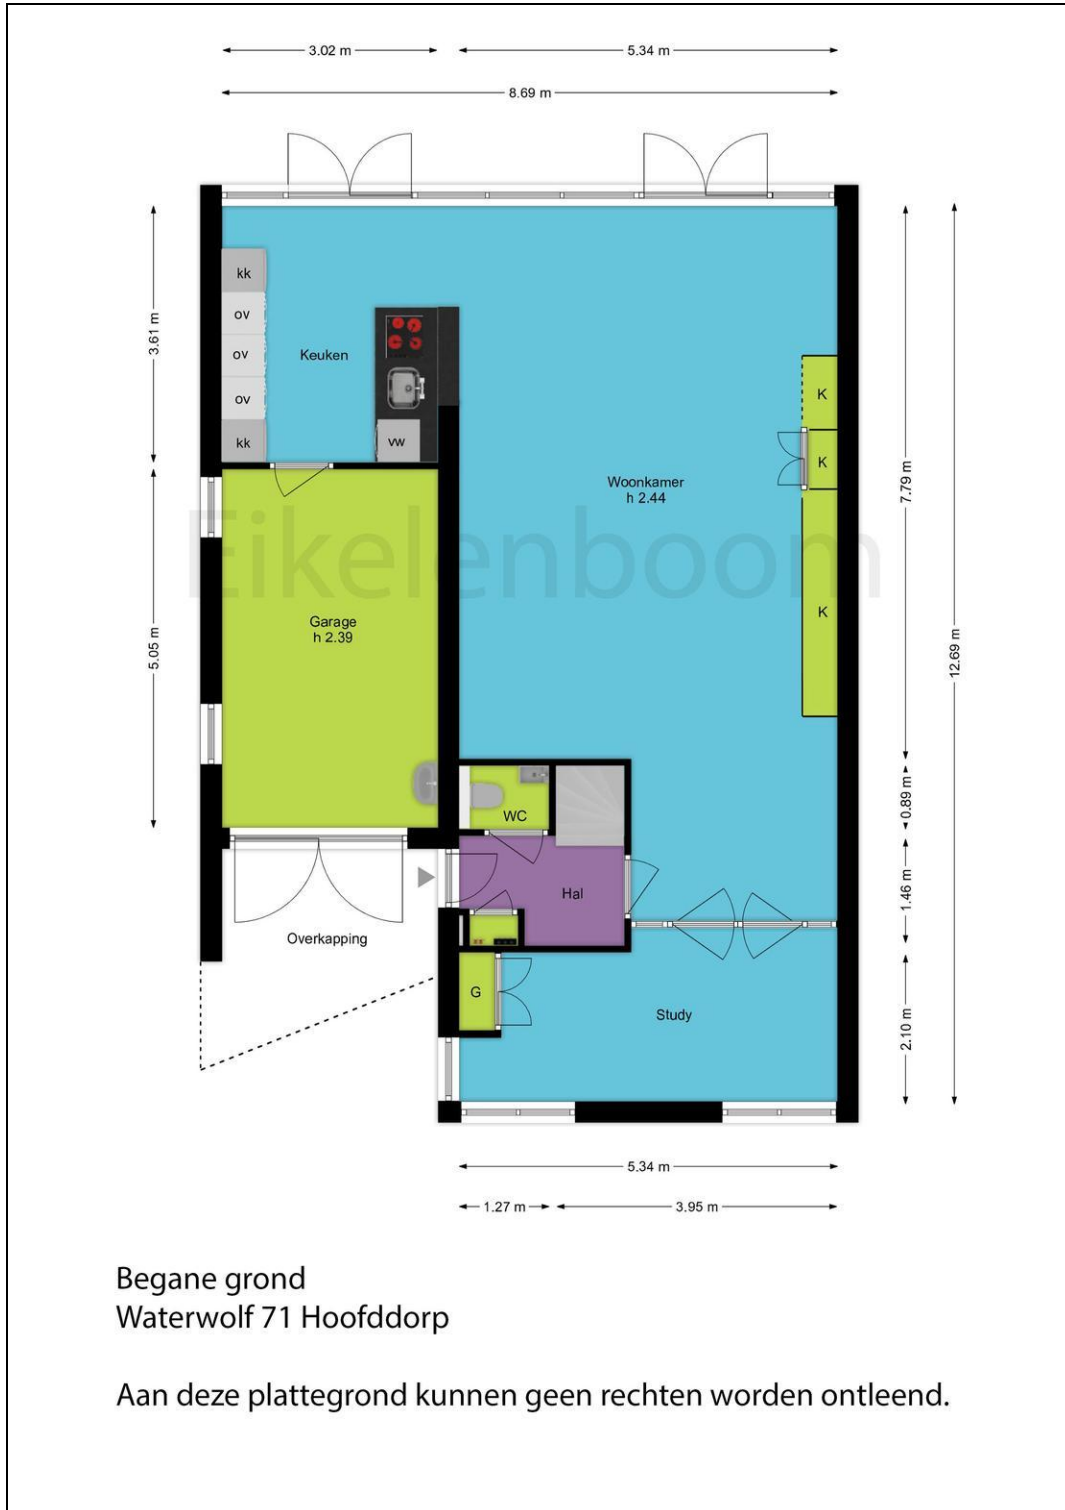 3.02 m
5.34 m
8.69 m
kk
ov
ov
ov
kk
Keuken
vw
3.61 m
5.05 m
Woonkamer
h 2.44
K
K
K
7.79 m
12.69 m
Eikelenboom
Garage
h 2.39
WC
0.89 m
1.46 m
Hal
Overkapping
G
Study
2.10 m
5.34 m
1.27 m
3.95 m
Begane grond
Waterwolf 71 Hoofddorp
Aan deze plattegrond kunnen geen rechten worden ontleend.